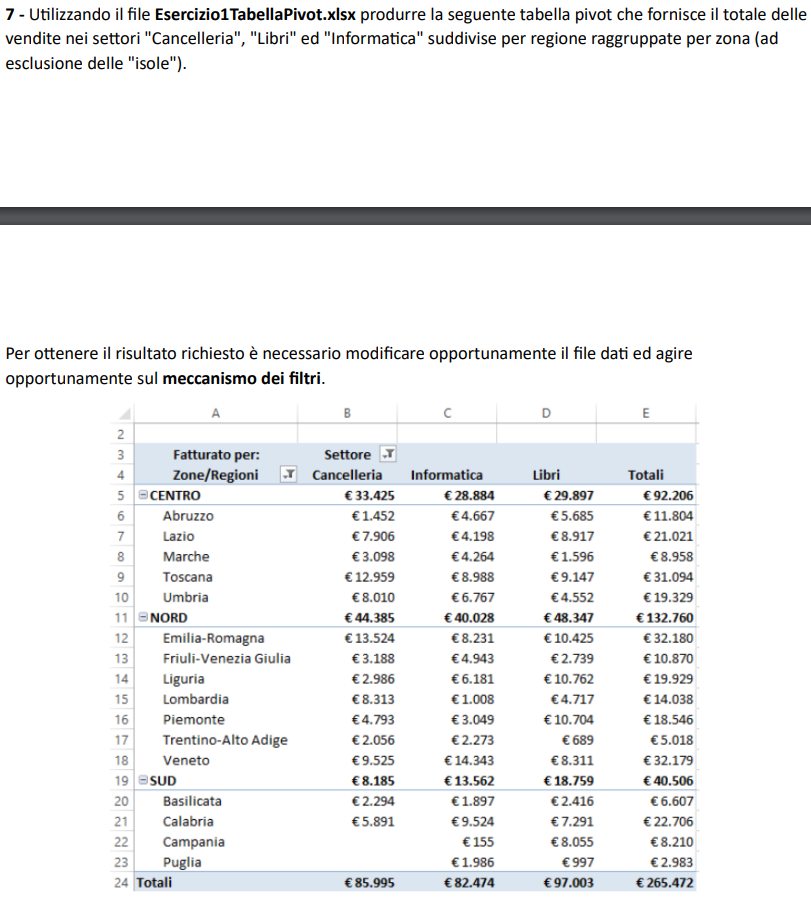 7 - Utilizzando il file Esercizio1TabellaPivot.xlsx produrre la seguente tabella pivot che fornisce il totale delle
vendite nei settori "Cancelleria", "Libri" ed "Informatica" suddivise per regione raggruppate per zona (ad
esclusione delle "isole").
Per ottenere il risultato richiesto è necessario modificare opportunamente il file dati ed agire
opportunamente sul meccanismo dei filtri.
A B C D E
2
3 Fatturato per: Settore
4 Zone/Regioni Cancelleria Informatica Libri Totali
5 CENTRO € 33.425 € 28.884 € 29.897 € 92.206
6 Abruzzo € 1.452 € 4.667 € 5.685 € 11.804
7 Lazio € 7.906 € 4.198 € 8.917 € 21.021
8 Marche € 3.098 € 4.264 € 1.596 € 8.958
9 Toscana € 12.959 € 8.988 € 9.147 € 31.094
10 Umbria € 8.010 € 6.767 € 4.552 € 19.329
11 NORD € 44.385 € 40.028 € 48.347 € 132.760
12 Emilia-Romagna € 13.524 € 8.231 € 10.425 € 32.180
13 Friuli-Venezia Giulia € 3.188 € 4.943 € 2.739 € 10.870
14 Liguria € 2.986 € 6.181 € 10.762 € 19.929
15 Lombardia € 8.313 € 1.008 € 4.717 € 14.038
16 Piemonte € 4.793 € 3.049 € 10.704 € 18.546
17 Trentino-Alto Adige € 2.056 € 2.273 € 689 € 5.018
18 Veneto € 9.525 € 14.343 € 8.311 € 32.179
19 SUD € 8.185 € 13.562 € 18.759 € 40.506
20 Basilicata € 2.294 € 1.897 € 2.416 € 6.607
21 Calabria € 5.891 € 9.524 € 7.291 € 22.706
22 Campania € 155 € 8.055 € 8.210
23 Puglia € 1.986 € 997 € 2.983
24 Totali € 85.995 € 82.474 € 97.003 € 265.472